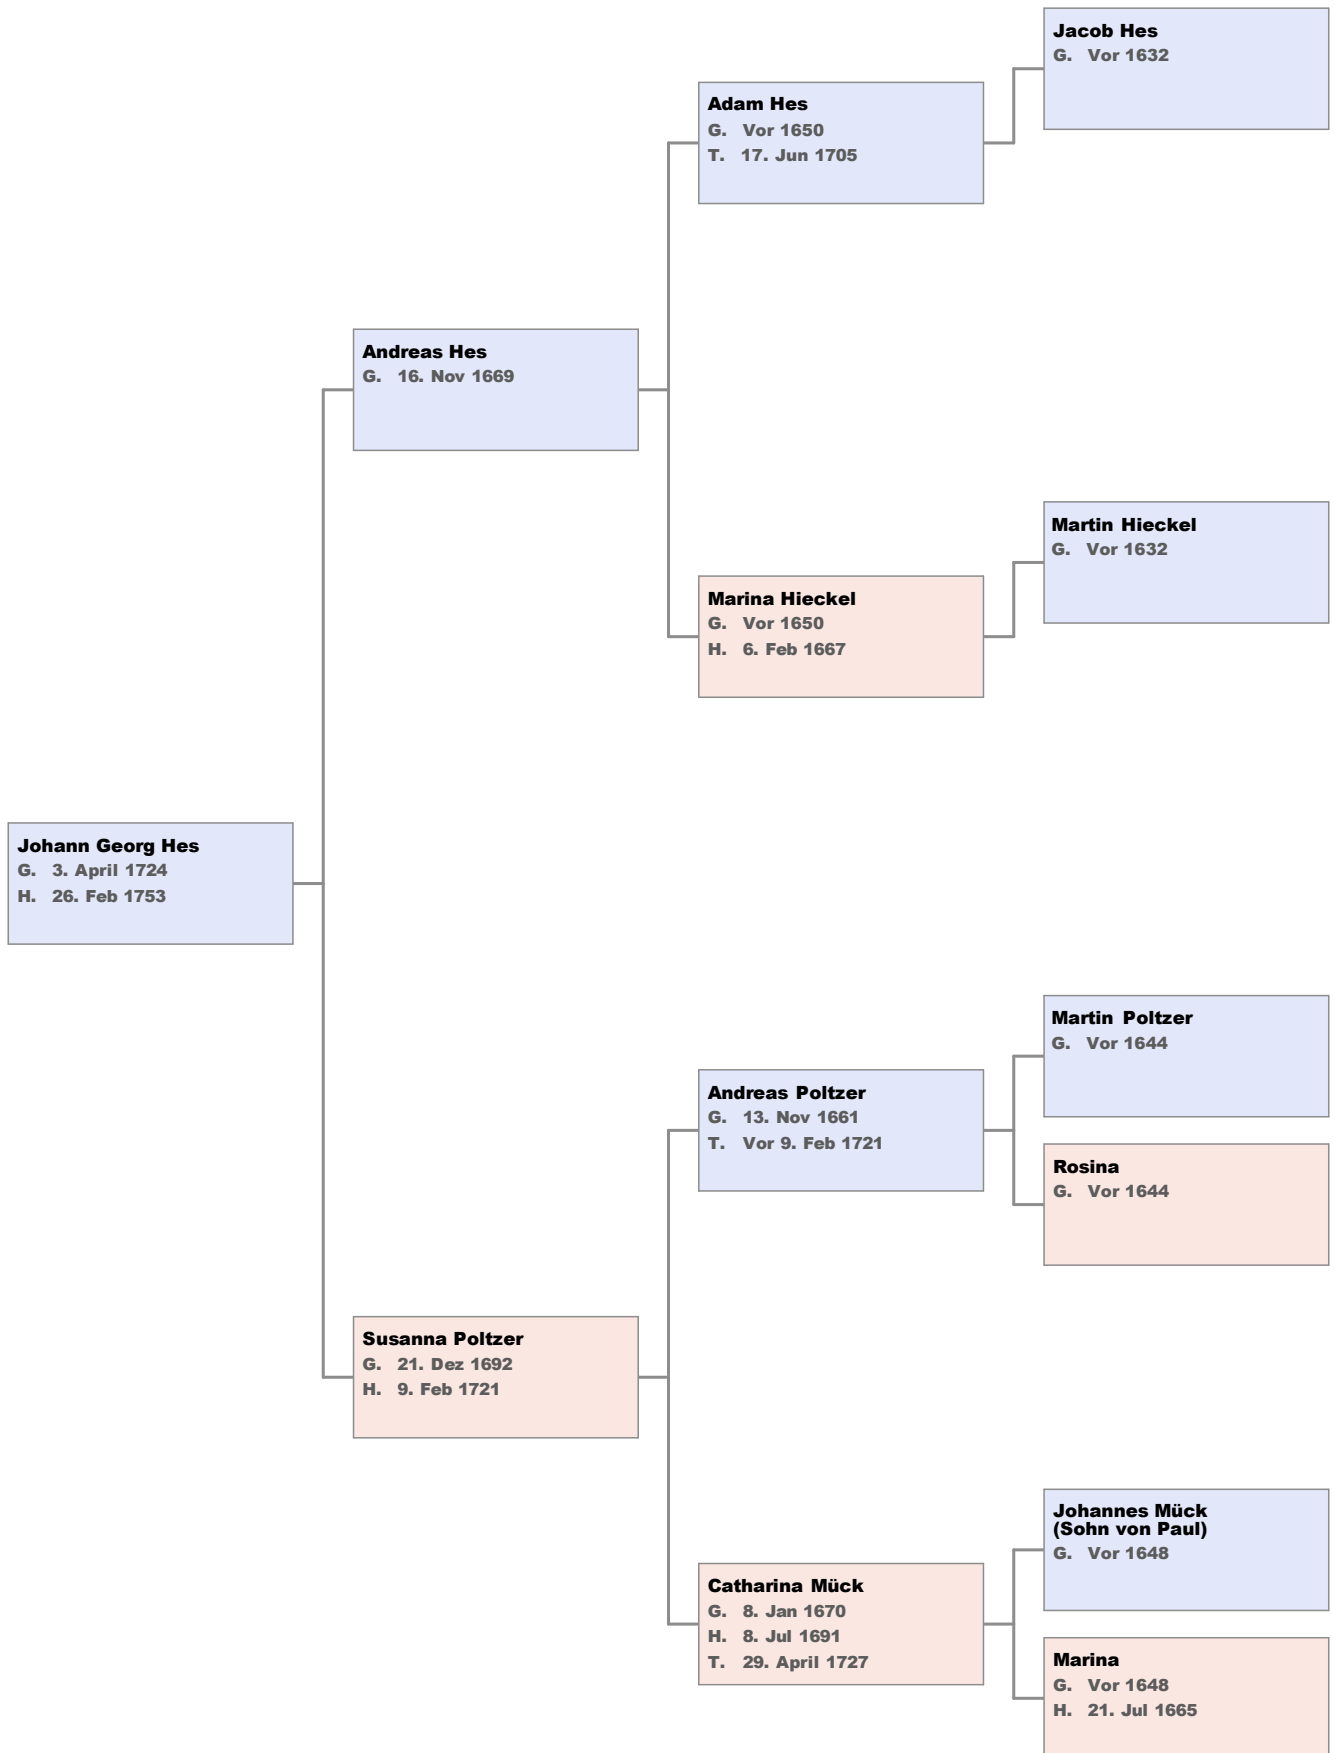 Jacob Hes
G. Vor 1632
Adam Hes
G. Vor 1650
T. 17. Jun 1705
Andreas Hes
G. 16. Nov 1669
Martin Hieckel
G. Vor 1632
Marina Hieckel
G. Vor 1650
H. 6. Feb 1667
Johann Georg Hes
G. 3. April 1724
H. 26. Feb 1753
Martin Poltzer
G. Vor 1644
Andreas Poltzer
G. 13. Nov 1661
T. Vor 9. Feb 1721
Rosina
G. Vor 1644
Susanna Poltzer
G. 21. Dez 1692
H. 9. Feb 1721
Johannes Mück
(Sohn von Paul)
G. Vor 1648
Catharina Mück
G. 8. Jan 1670
H. 8. Jul 1691
T. 29. April 1727
Marina
G. Vor 1648
H. 21. Jul 1665